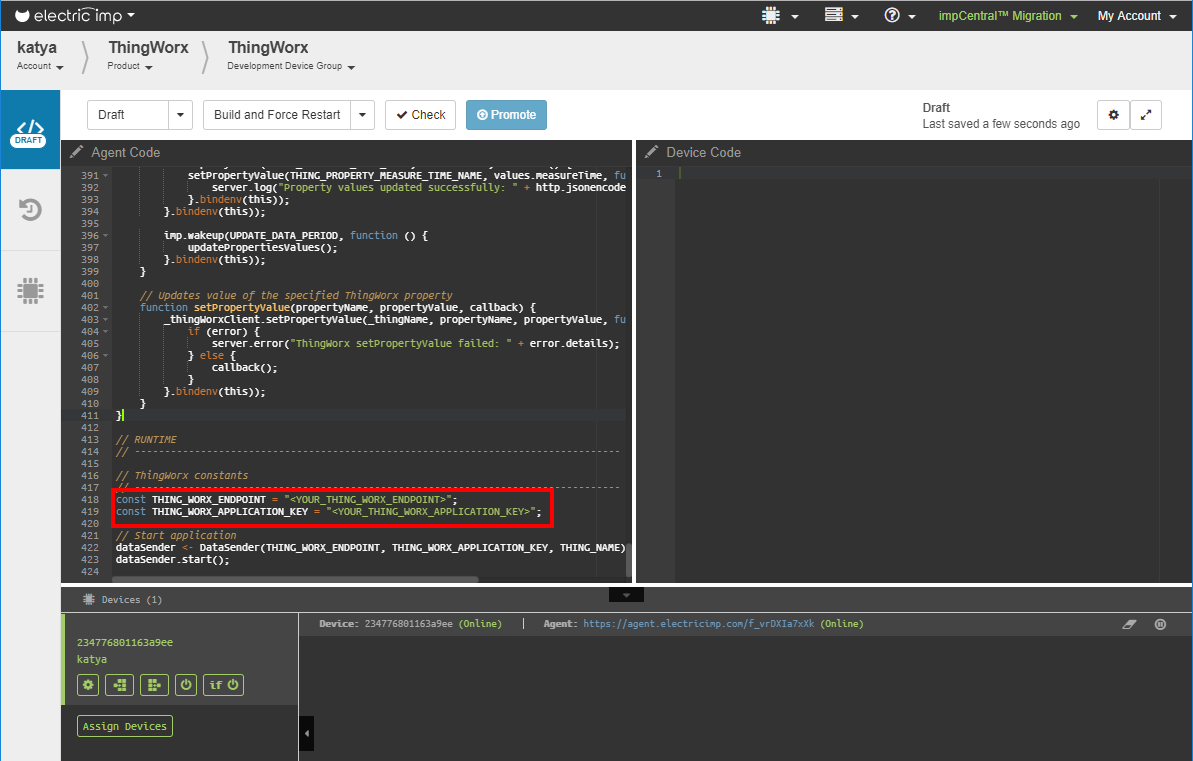 electric imp
impCentral™ Migration
My Account
katya
Account
ThingWorx
Product
ThingWorx
Development Device Group
Draft
Build and Force Restart
Check
Promote
Draft
Last saved a few seconds ago
DRAFT
Agent Code
391 setPropertyValue(THING_PROPERTY_MEASURE_TIME_NAME, values.measureTime, fu
392 server.log("Property values updated successfully: " + http.jsonencode
393 }.bindenv(this));
394 }.bindenv(this));
395
396 imp.wakeup(UPDATE_DATA_PERIOD, function () {
397 updatePropertiesValues();
398 }.bindenv(this));
399 }
400
401 // Updates value of the specified ThingWorx property
402 function setPropertyValue(propertyName, propertyValue, callback) {
403 _thingWorxClient.setPropertyValue(_thingName, propertyName, propertyValue, fu
404 if (error) {
405 server.error("ThingWorx setPropertyValue failed: " + error.details);
406 } else {
407 callback();
408 }
409 }.bindenv(this));
410 }
411 }
412
413 // RUNTIME
414 // ---------------------------------------------------------------------------------
415
416 // ThingWorx constants
417 // ---------------------------------------------------------------------------------
418 const THING_WORX_ENDPOINT = "<YOUR_THING_WORX_ENDPOINT>";
419 const THING_WORX_APPLICATION_KEY = "<YOUR_THING_WORX_APPLICATION_KEY>";
420
421 // Start application
422 dataSender <- DataSender(THING_WORX_ENDPOINT, THING_WORX_APPLICATION_KEY, THING_NAME)
423 dataSender.start();
424
Device Code
1
Devices (1)
234776801163a9ee
katya
if
Assign Devices
Device: 234776801163a9ee (Online) | Agent: https://agent.electricimp.com/f_vrDXIa7xXk (Online)